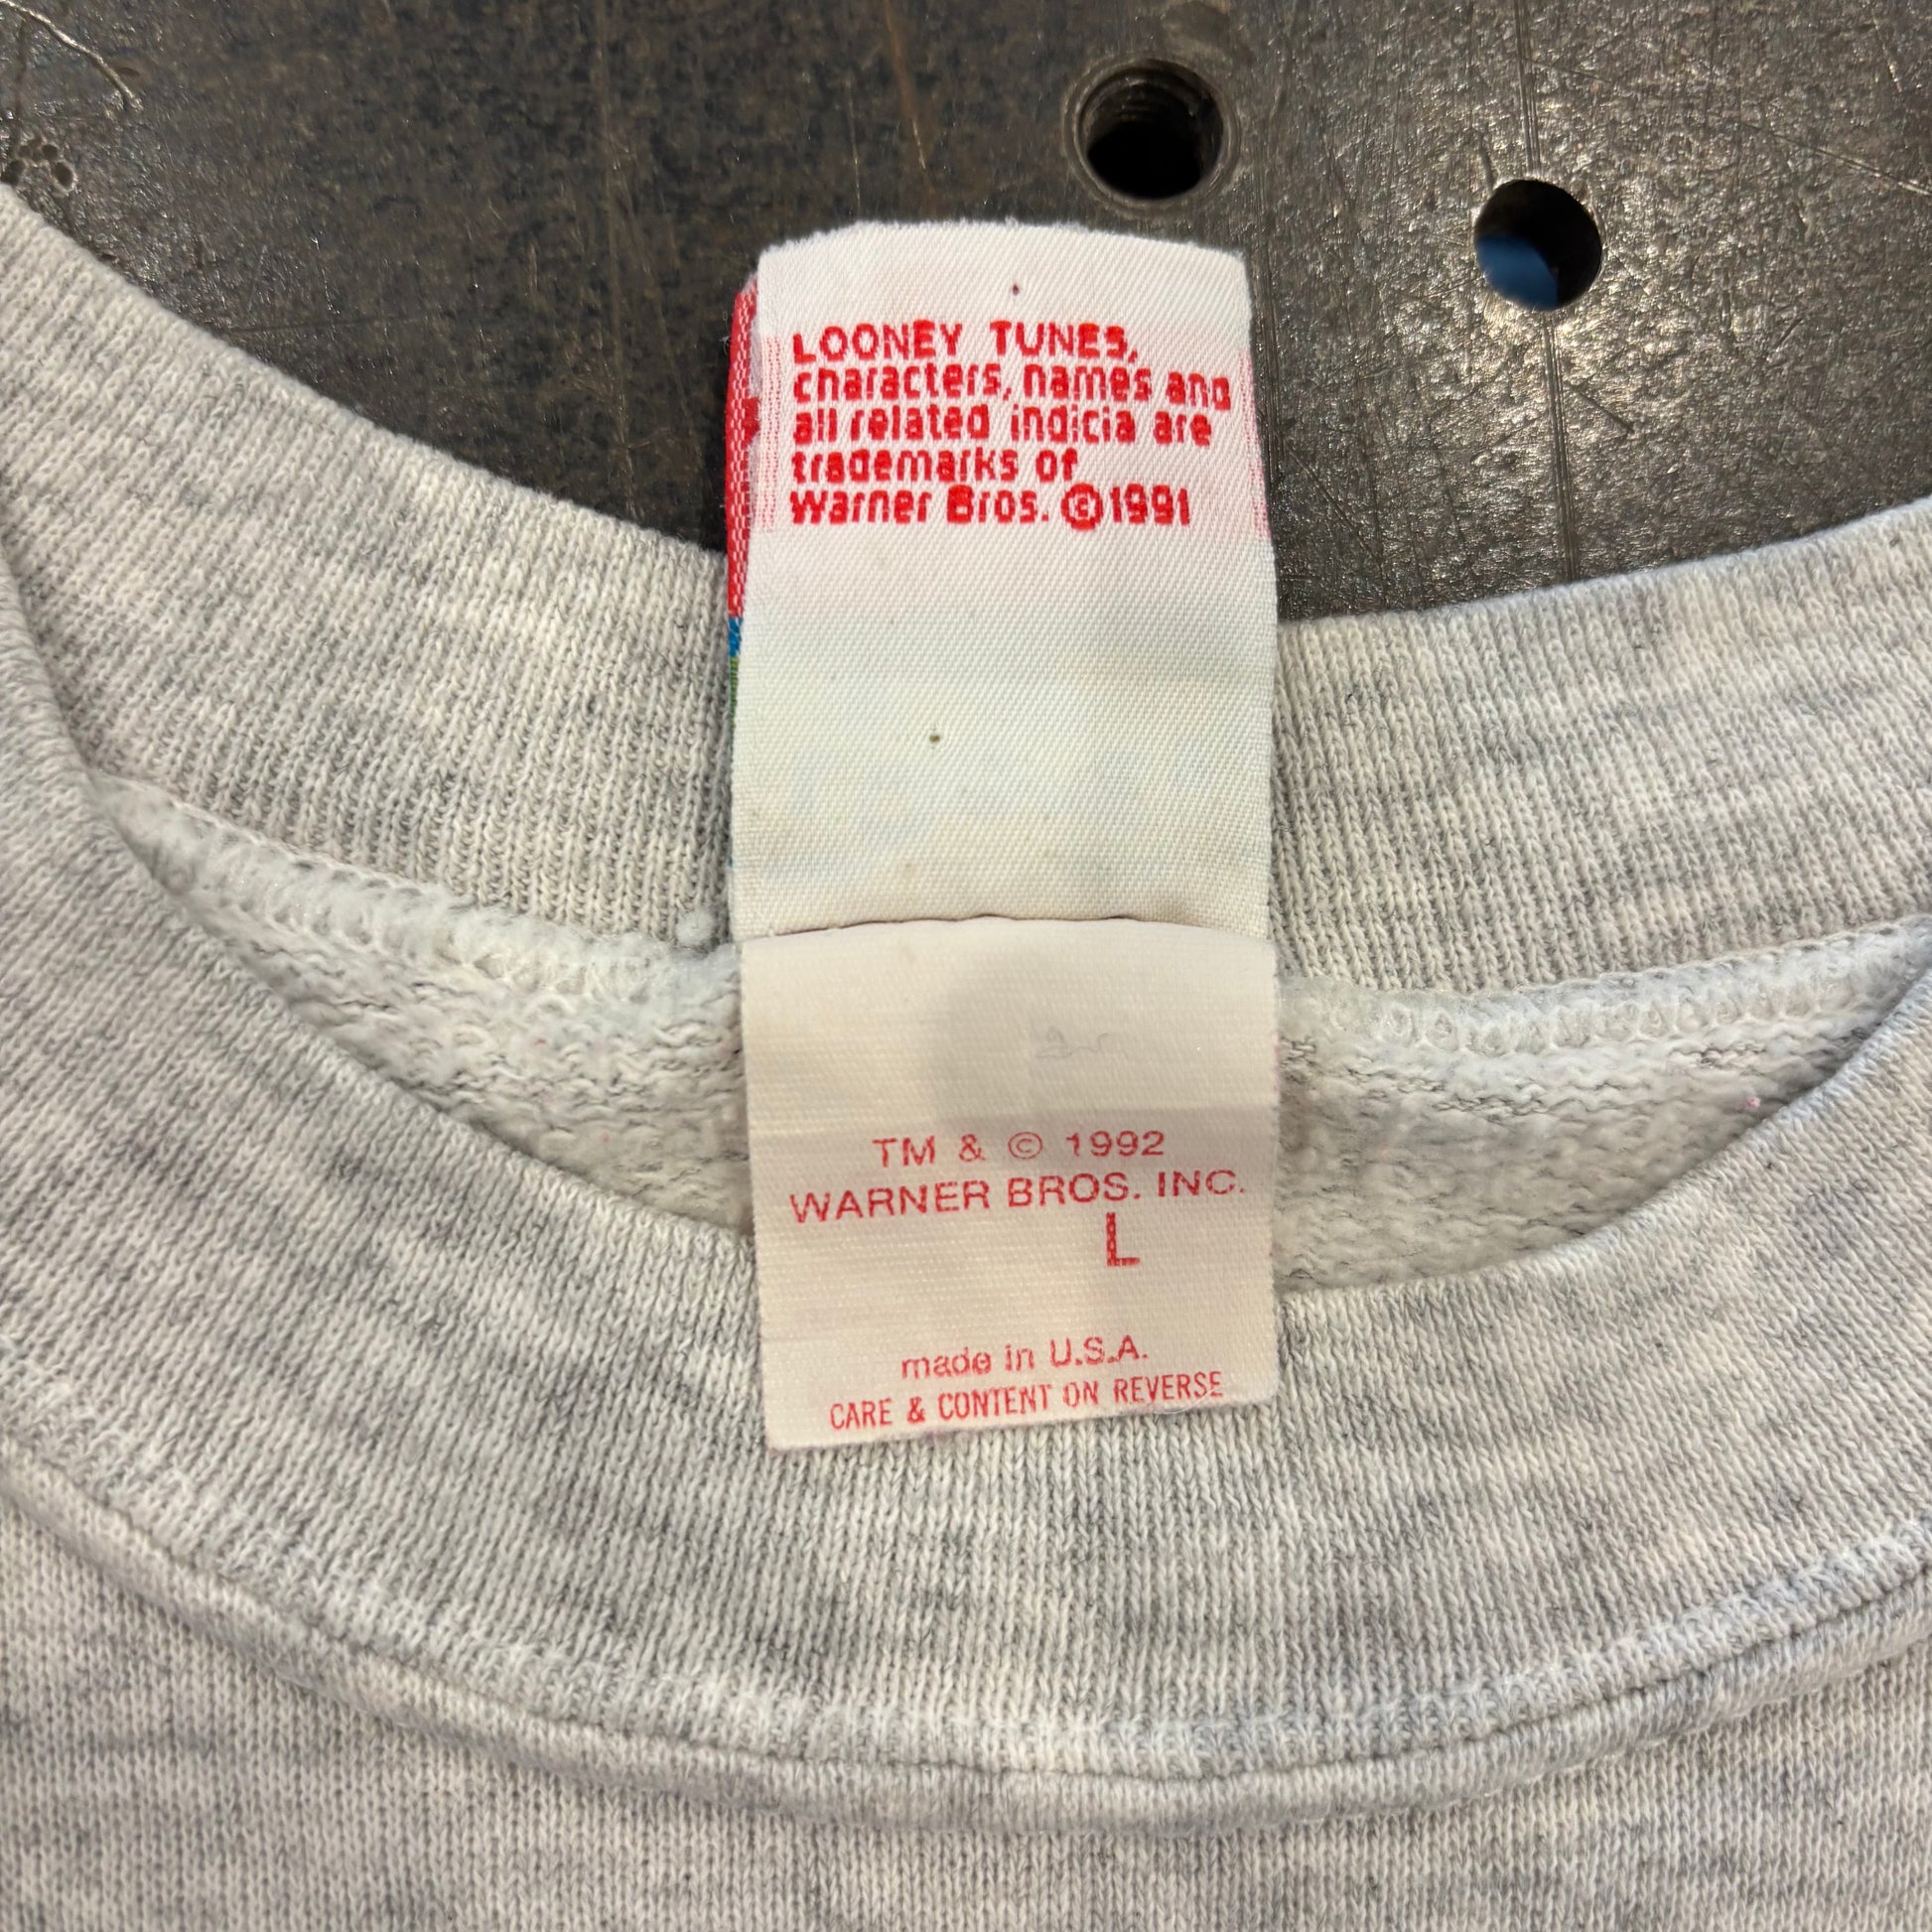 LOONEY TUNES,
characters, names and
all related indicia are
trademarks of
Warner Bros. ©1991
TM & © 1992
WARNER BROS. INC.
L
made in U.S.A.
CARE & CONTENT ON REVERSE